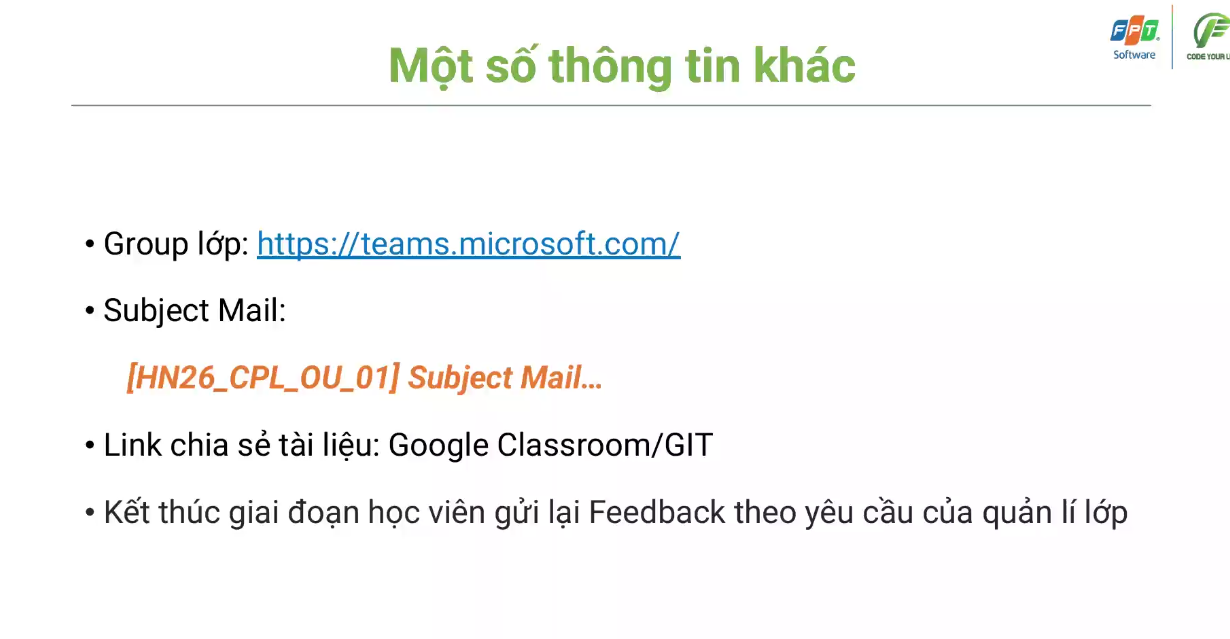 FPT
Software
CODE YOUR
Một số thông tin khác
• Group lớp: https://teams.microsoft.com/
• Subject Mail:
[HN26_CPL_OU_01] Subject Mail...
• Link chia sẻ tài liệu: Google Classroom/GIT
• Kết thúc giai đoạn học viên gửi lại Feedback theo yêu cầu của quản lí lớp